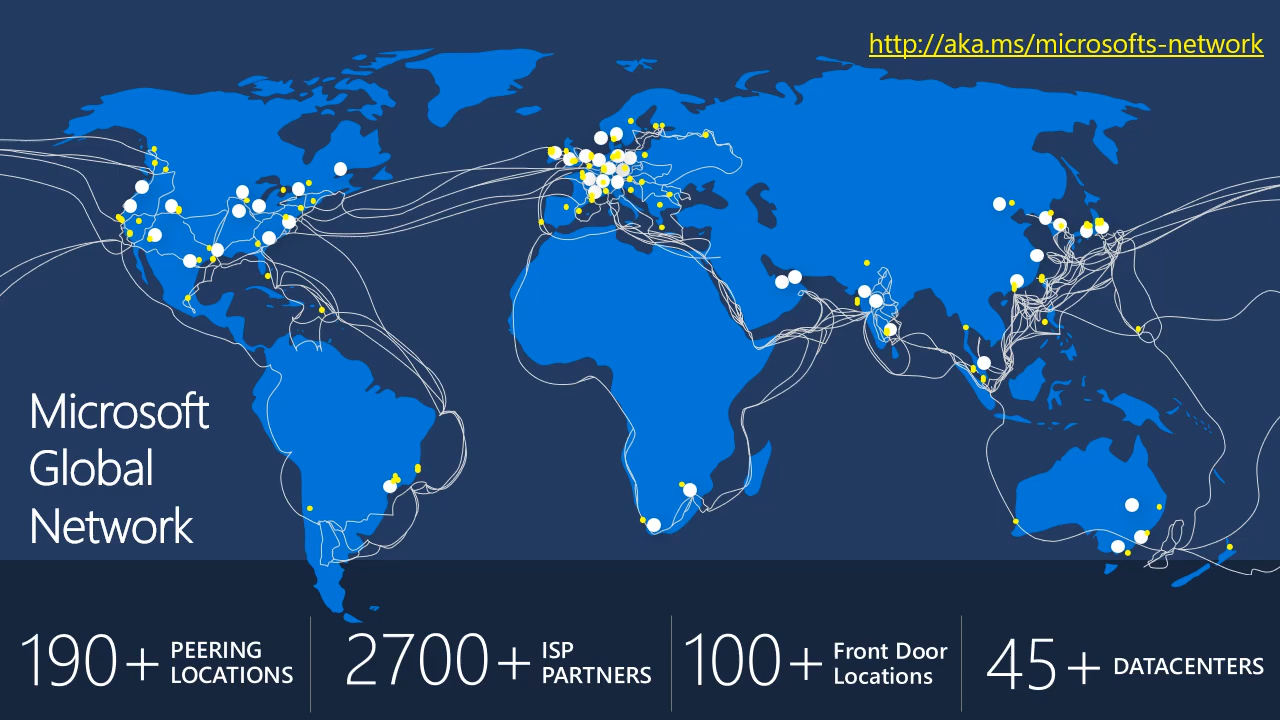 http://aka.ms/microsofts-network
Microsoft
Global
Network
190+ PEERING
LOCATIONS
2700+ ISP
PARTNERS
100+ Front Door
Locations
45+ DATACENTERS